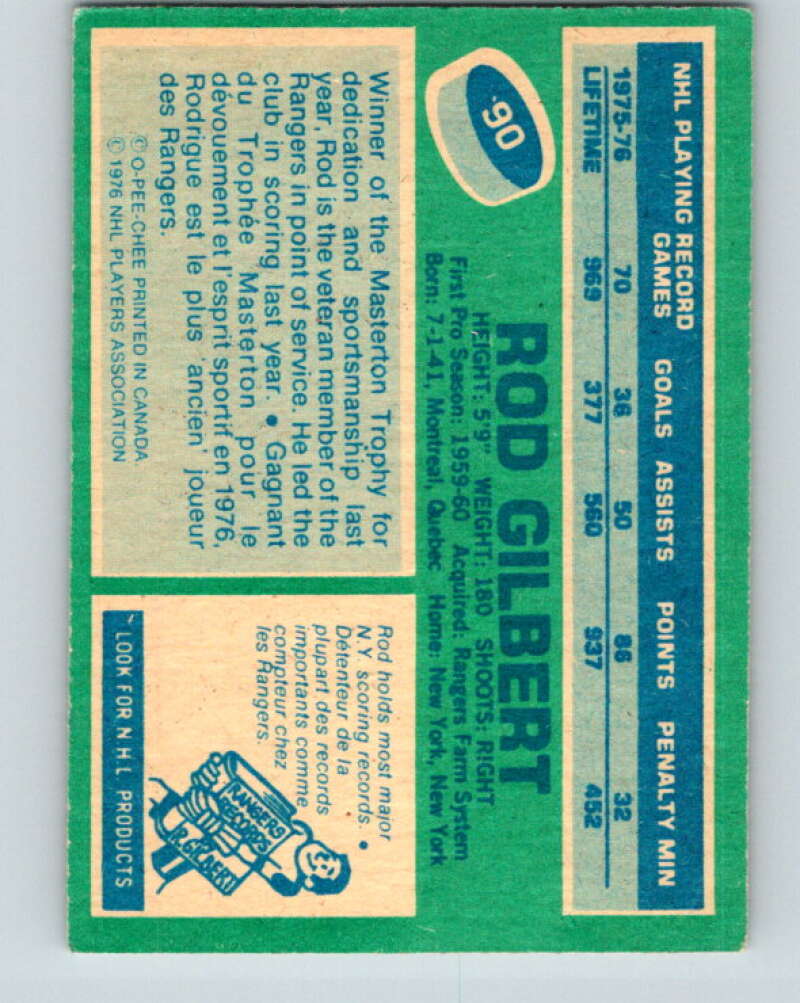 NHL PLAYING RECORD
GAMES GOALS ASSISTS POINTS PENALTY MIN
1975-76 70 36 50 86 32
LIFETIME 969 377 560 937 452
90
ROD GILBERT
HEIGHT: 5'9" WEIGHT: 180 SHOOTS: RIGHT
First Pro Season: 1959-60 Acquired: Rangers Farm System
Born: 7-1-41, Montreal, Quebec Home: New York, New York
Winner of the Masterton Trophy for
dedication and sportsmanship last
year, Rod is the veteran member of the
Rangers in point of service. He led the
club in scoring last year. • Gagnant
du Trophée Masterton pour le
dévouement et l'esprit sportif en 1976,
Rodrigue est le plus 'ancien' joueur
des Rangers.
© O-PEE-CHEE PRINTED IN CANADA.
© 1976 NHL PLAYERS ASSOCIATION
Rod holds most major
N.Y. scoring records. •
Détenteur de la
plupart des records
importants comme
compteur chez
les Rangers.
RANGERS
RECORDS
R. GILBERT
LOOK FOR N H L PRODUCTS